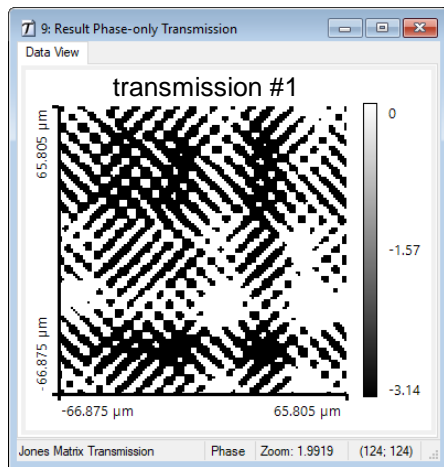 9: Result Phase-only Transmission
Data View
transmission #1
65.805 µm
-66.875 µm
-66.875 µm
65.805 µm
0
-1.57
-3.14
Jones Matrix Transmission
Phase
Zoom: 1.9919
(124; 124)